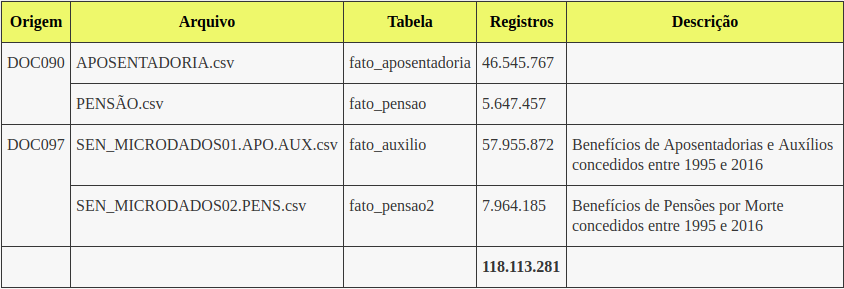 Origem Arquivo Tabela Registros Descrição
DOC090 APOSENTADORIA.csv fato_aposentadoria 46.545.767
PENSÃO.csv fato_pensao 5.647.457
DOC097 SEN_MICRODADOS01.APO.AUX.csv fato_auxilio 57.955.872 Benefícios de Aposentadorias e Auxílios
concedidos entre 1995 e 2016
SEN_MICRODADOS02.PENS.csv fato_pensao2 7.964.185 Benefícios de Pensões por Morte
concedidos entre 1995 e 2016
118.113.281